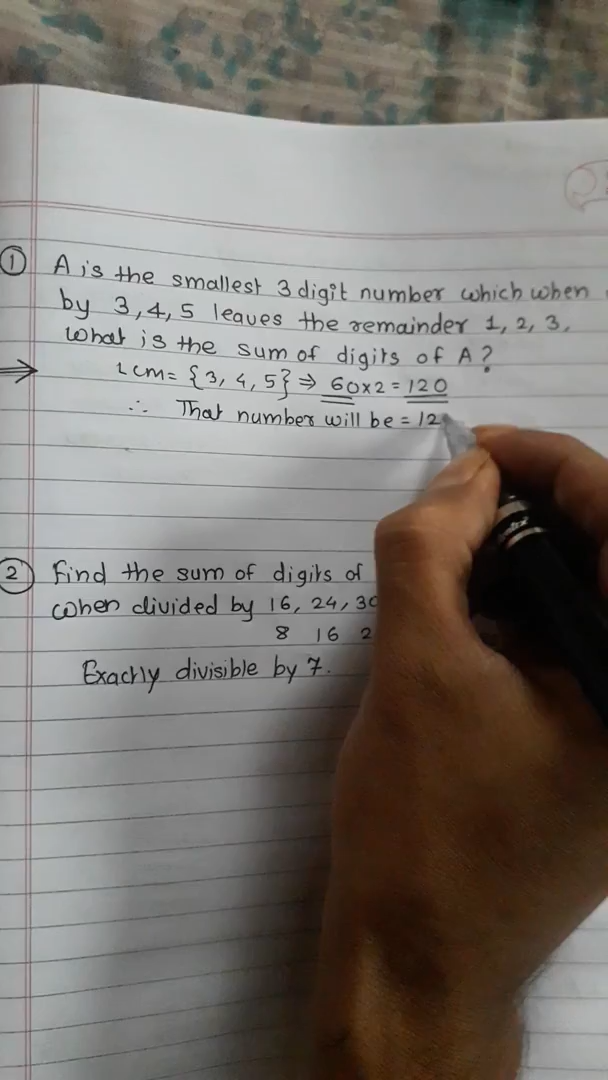 ① A is the smallest 3 digit number which when
by 3, 4, 5 leaves the remainder 1, 2, 3.
What is the sum of digits of A?
⇒ LCM = {3, 4, 5} ⇒ 60x2 = 120
∴ That number will be = 12
② Find the sum of digits of
when divided by 16, 24, 30
8 16 2
Exactly divisible by 7.